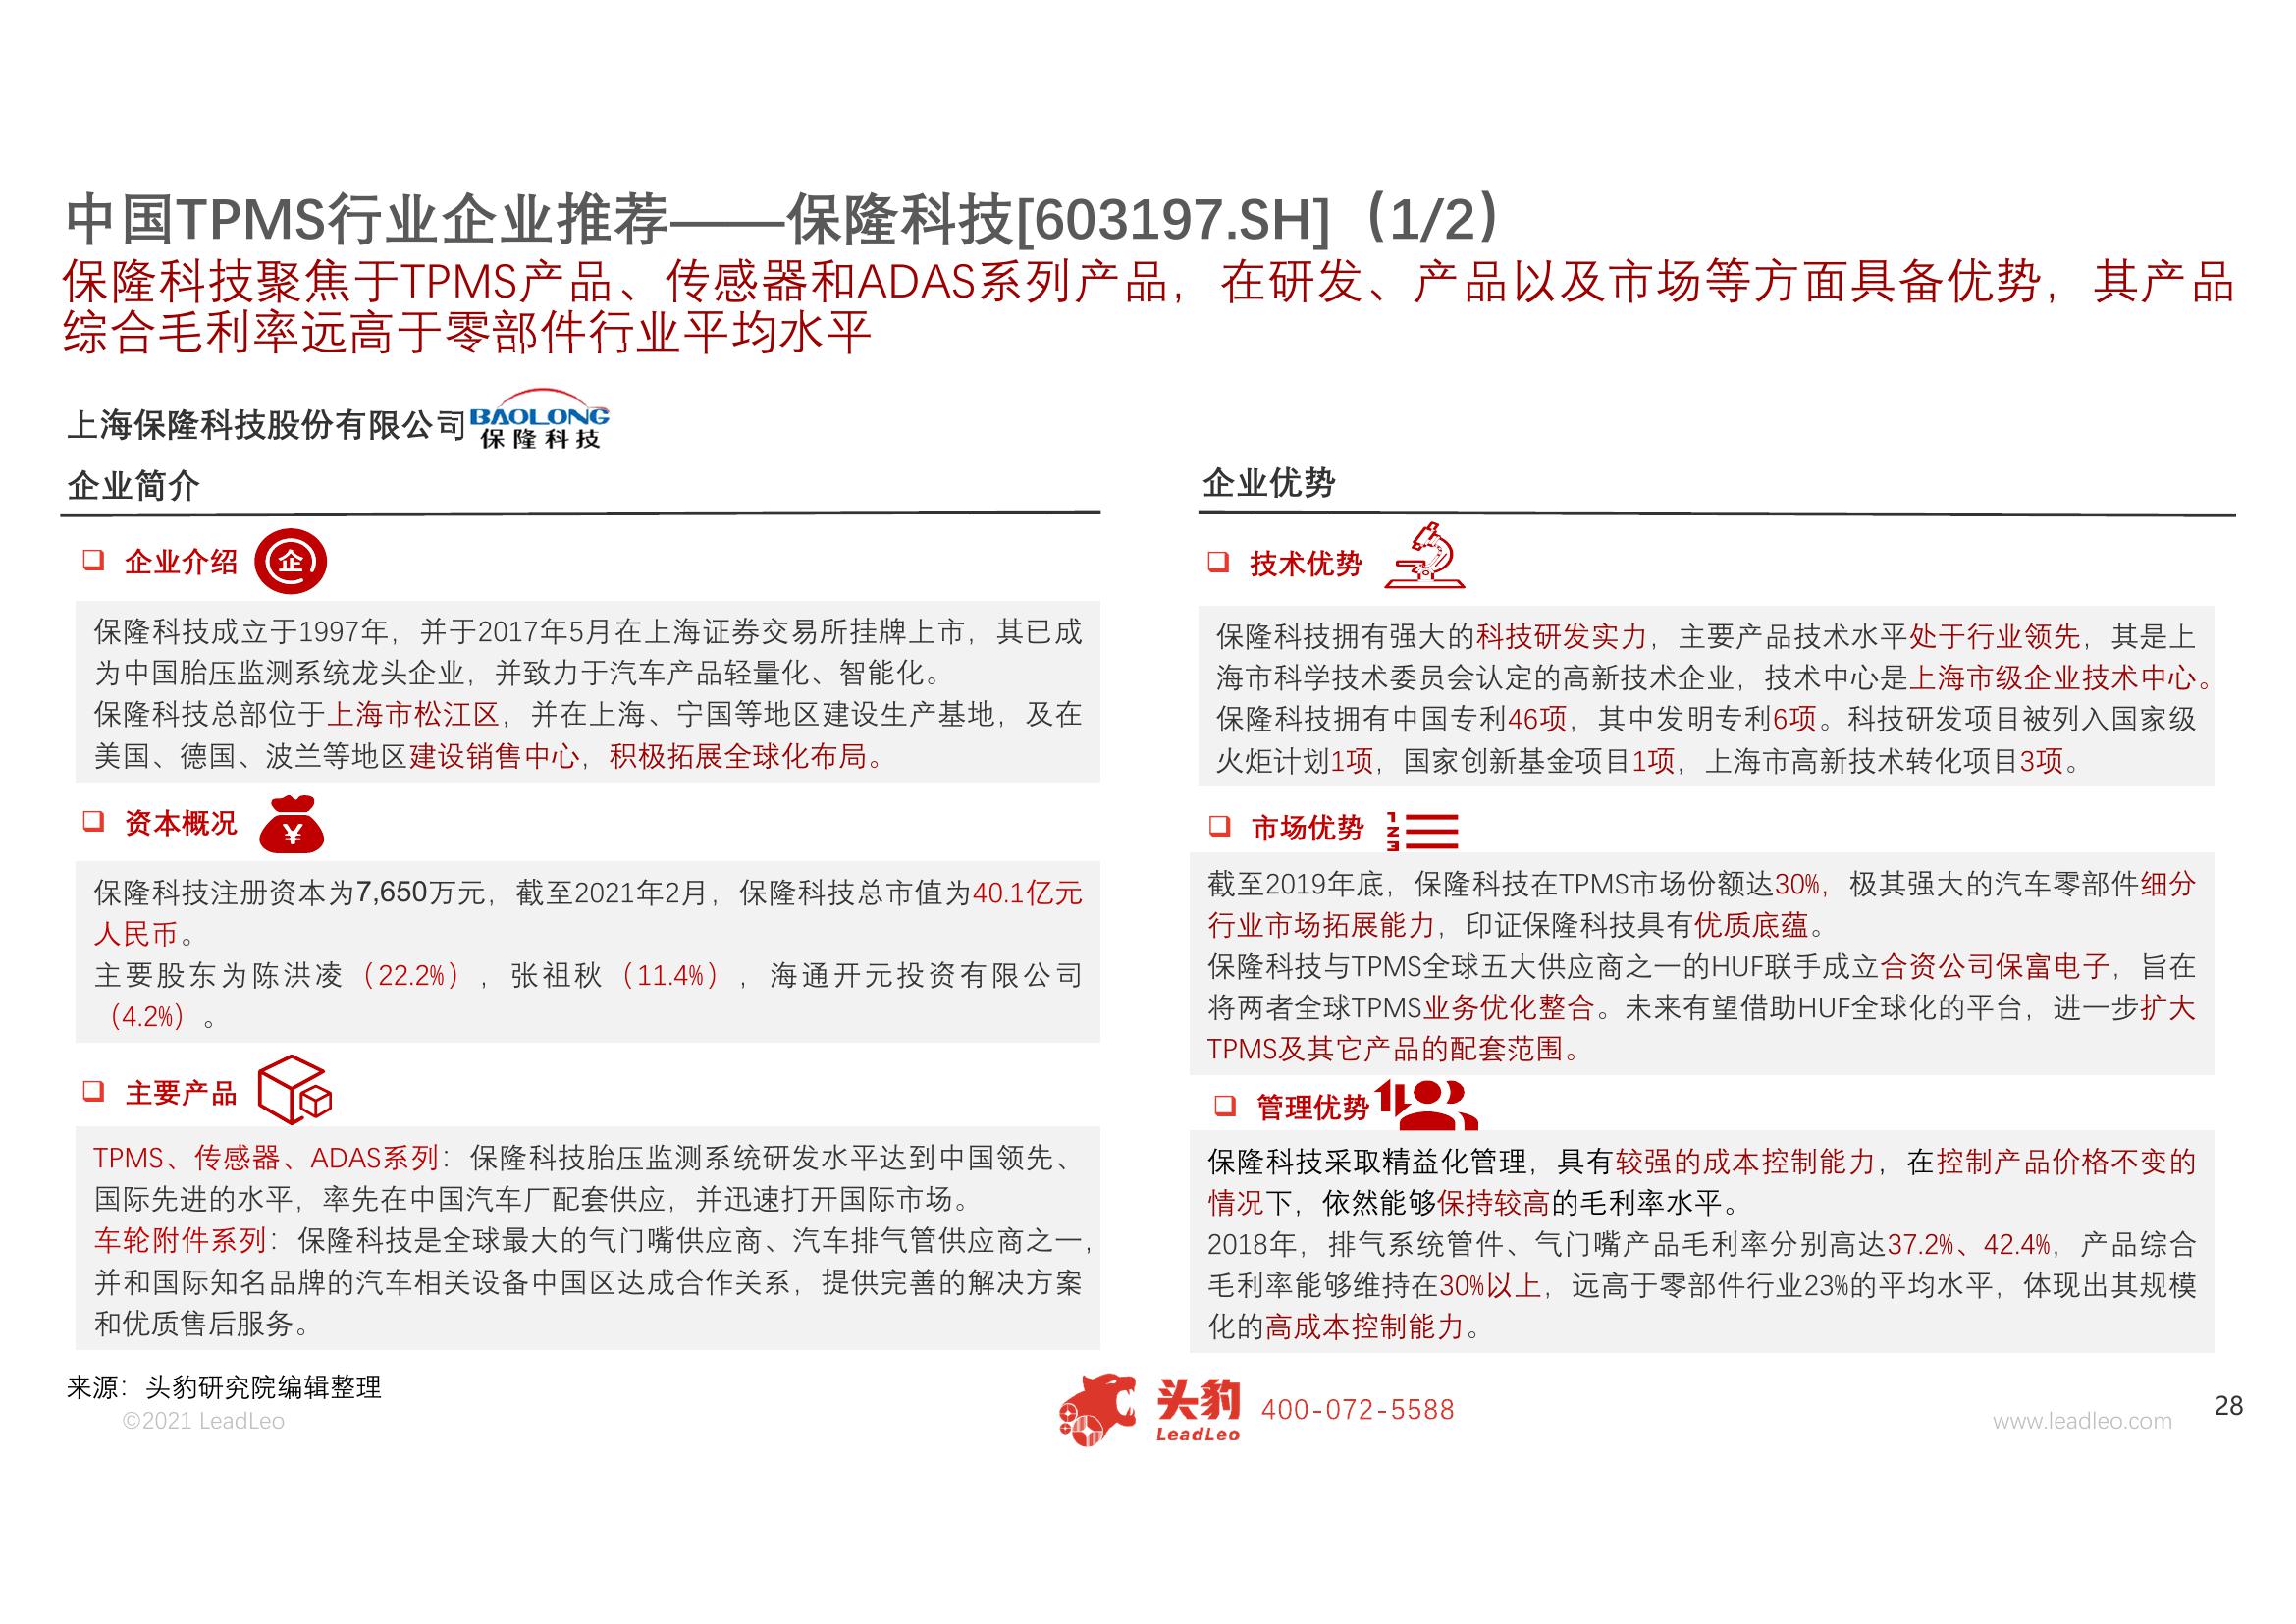 中国TPMS行业企业推荐——保隆科技[603197.SH]（1/2）
保隆科技聚焦于TPMS产品、传感器和ADAS系列产品，在研发、产品以及市场等方面具备优势，其产品
综合毛利率远高于零部件行业平均水平
上海保隆科技股份有限公司
BAOLONG
保隆科技
企业简介
企业介绍
企
保隆科技成立于1997年，并于2017年5月在上海证券交易所挂牌上市，其已成
为中国胎压监测系统龙头企业，并致力于汽车产品轻量化、智能化。
保隆科技总部位于上海市松江区，并在上海、宁国等地区建设生产基地，及在
美国、德国、波兰等地区建设销售中心，积极拓展全球化布局。
资本概况
¥
保隆科技注册资本为7,650万元，截至2021年2月，保隆科技总市值为40.1亿元
人民币。
主要股东为陈洪凌（22.2%），张祖秋（11.4%），海通开元投资有限公司
（4.2%）。
主要产品
TPMS、传感器、ADAS系列：保隆科技胎压监测系统研发水平达到中国领先、
国际先进的水平，率先在中国汽车厂配套供应，并迅速打开国际市场。
车轮附件系列：保隆科技是全球最大的气门嘴供应商、汽车排气管供应商之一，
并和国际知名品牌的汽车相关设备中国区达成合作关系，提供完善的解决方案
和优质售后服务。
企业优势
技术优势
保隆科技拥有强大的科技研发实力，主要产品技术水平处于行业领先，其是上
海市科学技术委员会认定的高新技术企业，技术中心是上海市级企业技术中心。
保隆科技拥有中国专利46项，其中发明专利6项。科技研发项目被列入国家级
火炬计划1项，国家创新基金项目1项，上海市高新技术转化项目3项。
市场优势
截至2019年底，保隆科技在TPMS市场份额达30%，极其强大的汽车零部件细分
行业市场拓展能力，印证保隆科技具有优质底蕴。
保隆科技与TPMS全球五大供应商之一的HUF联手成立合资公司保富电子，旨在
将两者全球TPMS业务优化整合。未来有望借助HUF全球化的平台，进一步扩大
TPMS及其它产品的配套范围。
管理优势
保隆科技采取精益化管理，具有较强的成本控制能力，在控制产品价格不变的
情况下，依然能够保持较高的毛利率水平。
2018年，排气系统管件、气门嘴产品毛利率分别高达37.2%、42.4%，产品综合
毛利率能够维持在30%以上，远高于零部件行业23%的平均水平，体现出其规模
化的高成本控制能力。
来源：头豹研究院编辑整理
©2021 LeadLeo
头豹
LeadLeo
400-072-5588
www.leadleo.com
28